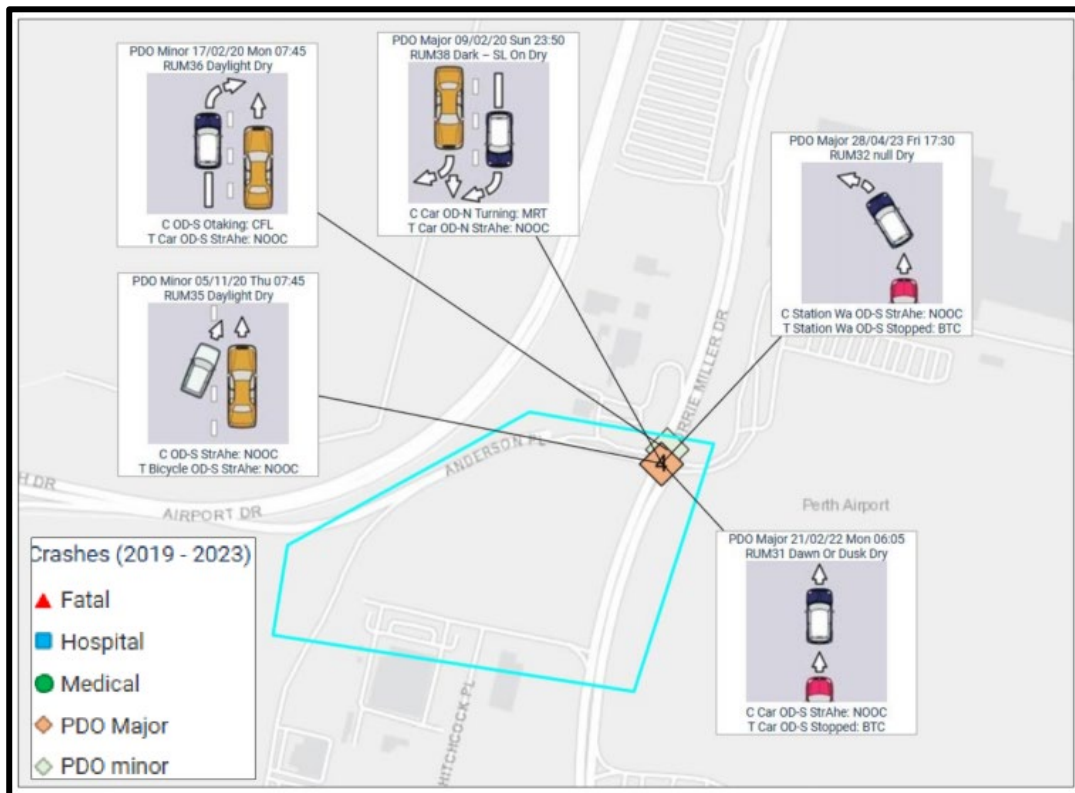 PDO Minor 17/02/20 Mon 07:45
RUM36 Daylight Dry
C OD-S Otaking: CFL
T Car OD-S StrAhe: NOOC
PDO Major 09/02/20 Sun 23:50
RUM38 Dark – SL On Dry
C Car OD-N Turning: MRT
T Car OD-N StrAhe: NOOC
PDO Major 28/04/23 Fri 17:30
RUM32 null Dry
C Station Wa OD-S StrAhe: NOOC
T Station Wa OD-S Stopped: BTC
PDO Minor 05/11/20 Thu 07:45
RUM35 Daylight Dry
C OD-S StrAhe: NOOC
T Bicycle OD-S StrAhe: NOOC
RRIE MILLER DR
ANDERSON PL
4
H DR
AIRPORT DR
Perth Airport
PDO Major 21/02/22 Mon 06:05
RUM31 Dawn Or Dusk Dry
C Car OD-S StrAhe: NOOC
T Car OD-S Stopped: BTC
HITCHCOCK PL
Crashes (2019 - 2023)
Fatal
Hospital
Medical
PDO Major
PDO minor